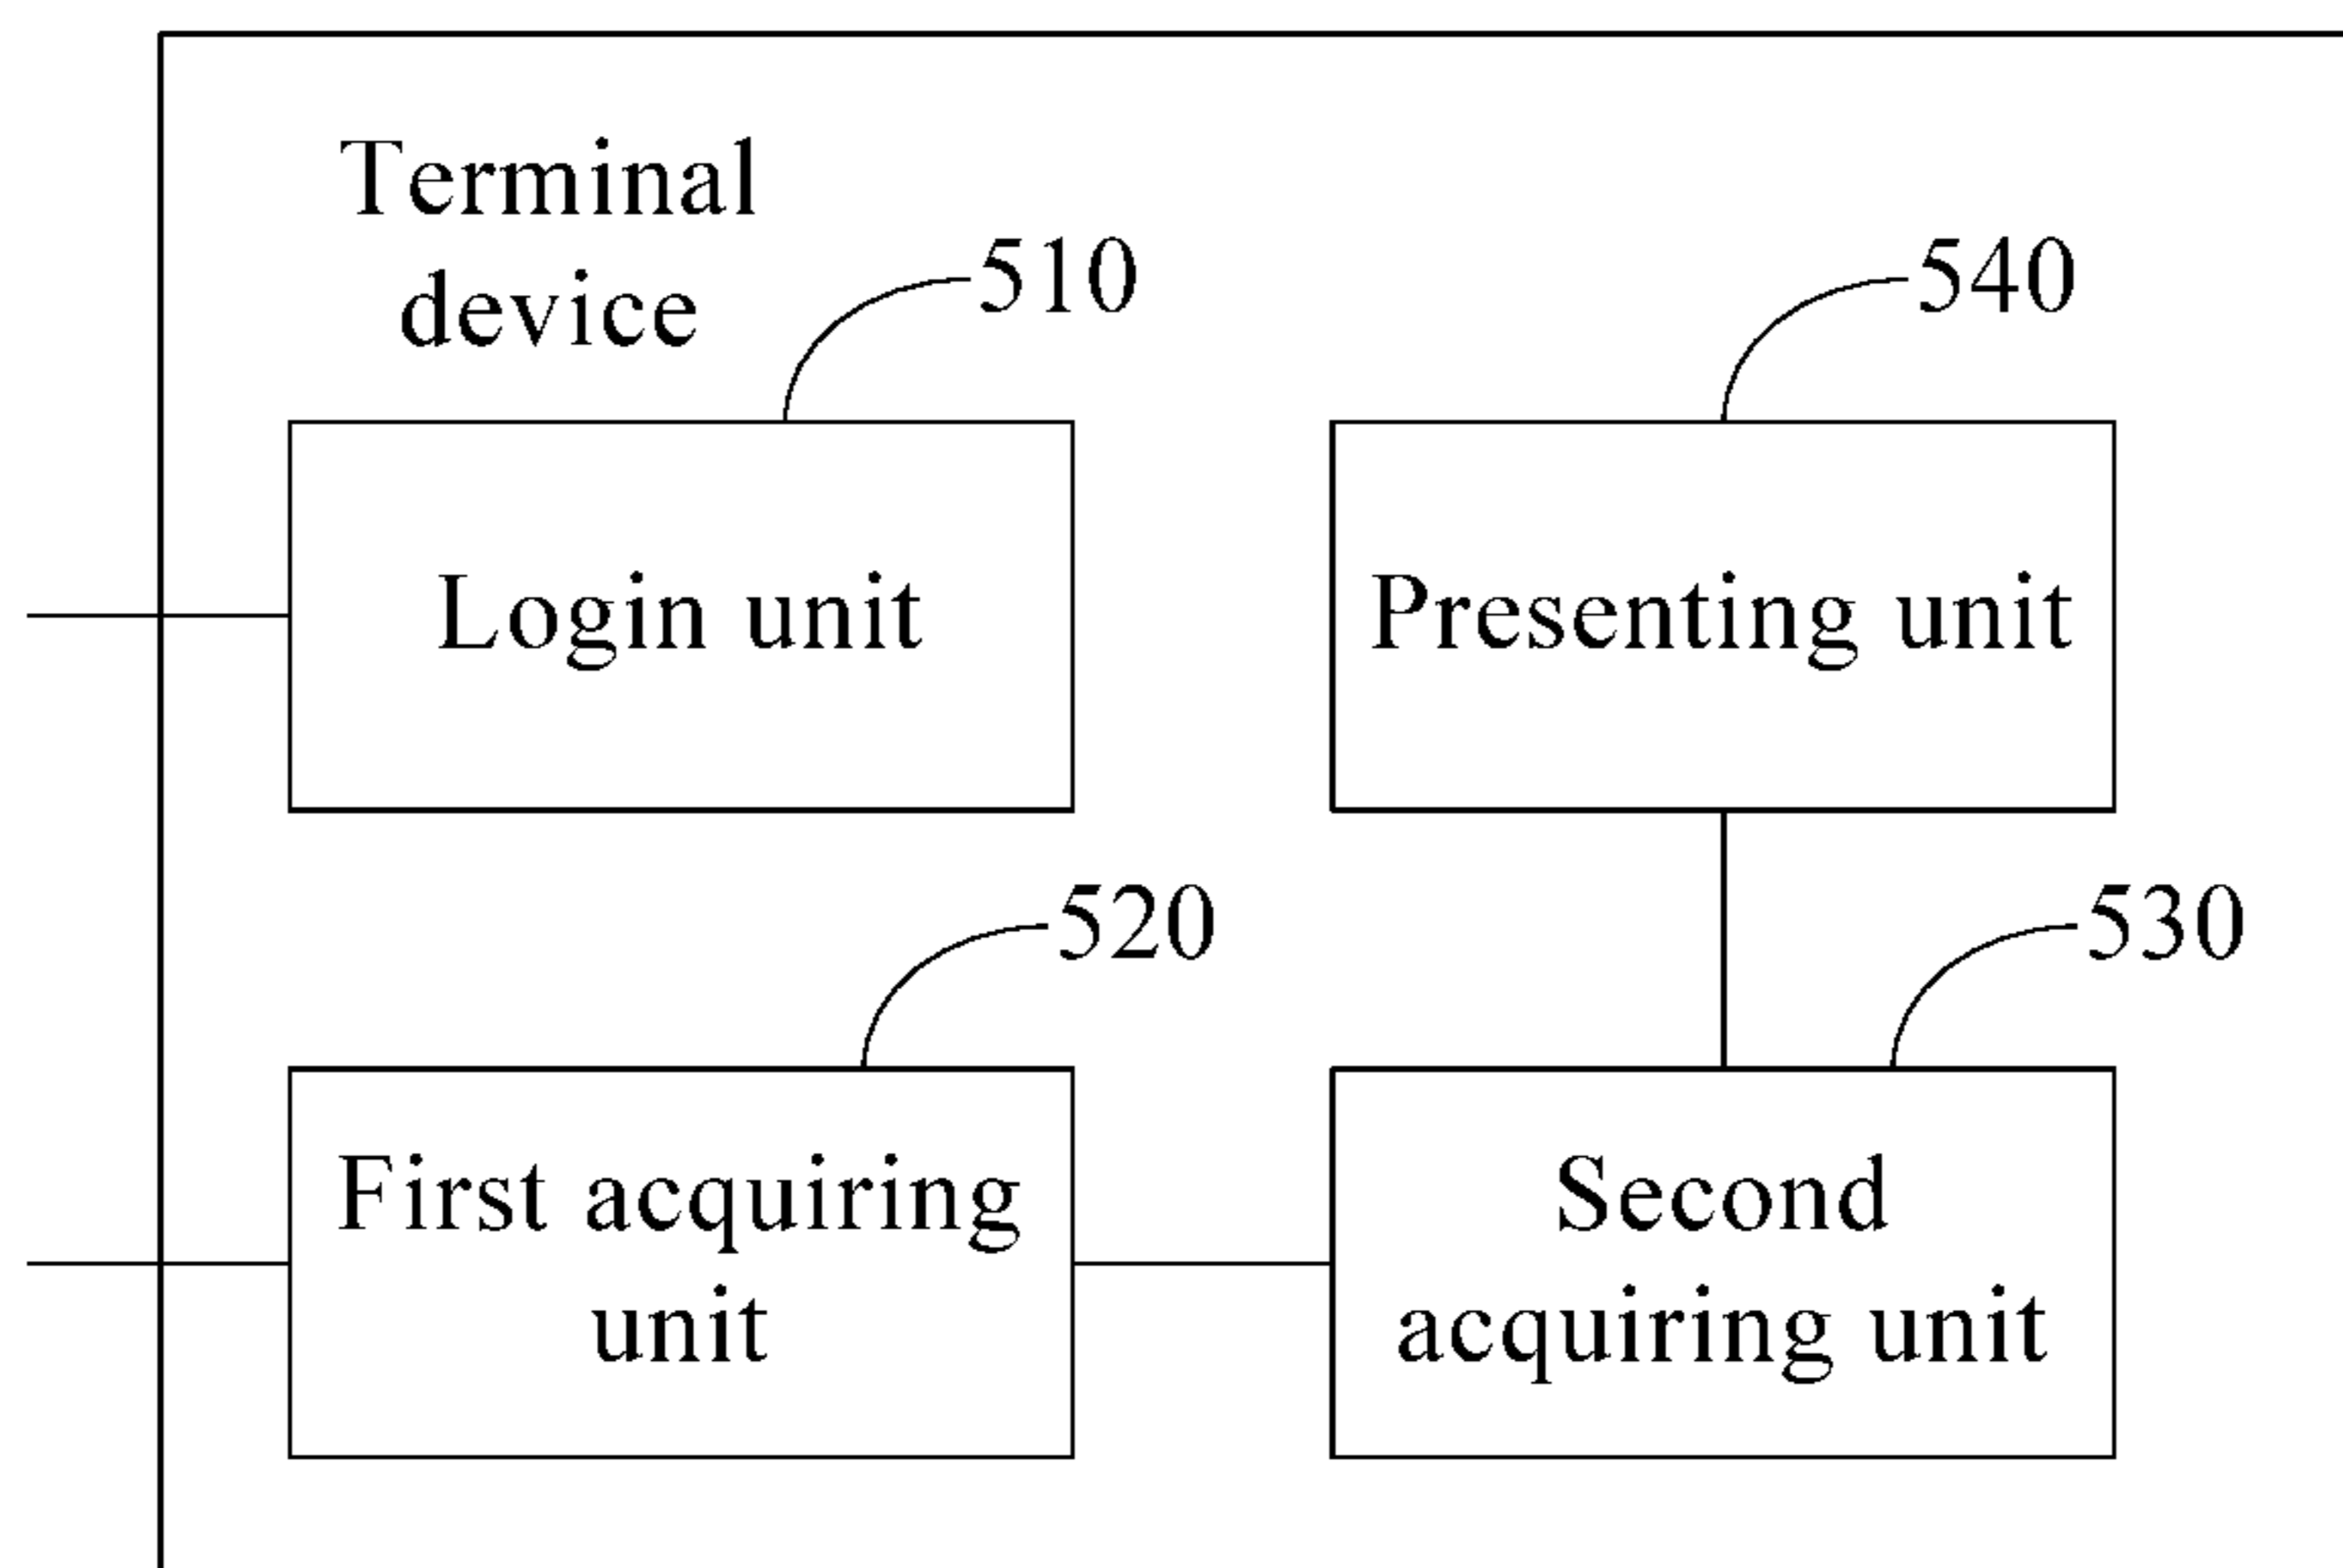 Terminal
device
510
540
Login unit
Presenting unit
520
530
First acquiring
unit
Second
acquiring unit